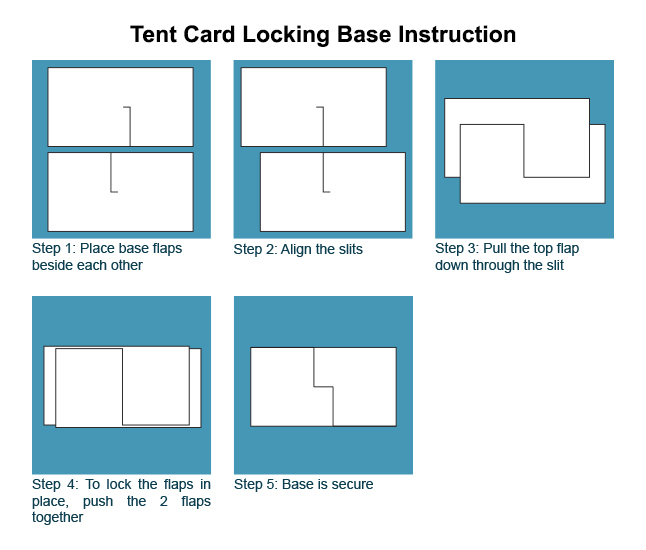 Tent Card Locking Base Instruction
Step 1: Place base flaps
beside each other
Step 2: Align the slits
Step 3: Pull the top flap
down through the slit
Step 4: To lock the flaps in
place, push the 2 flaps
together
Step 5: Base is secure